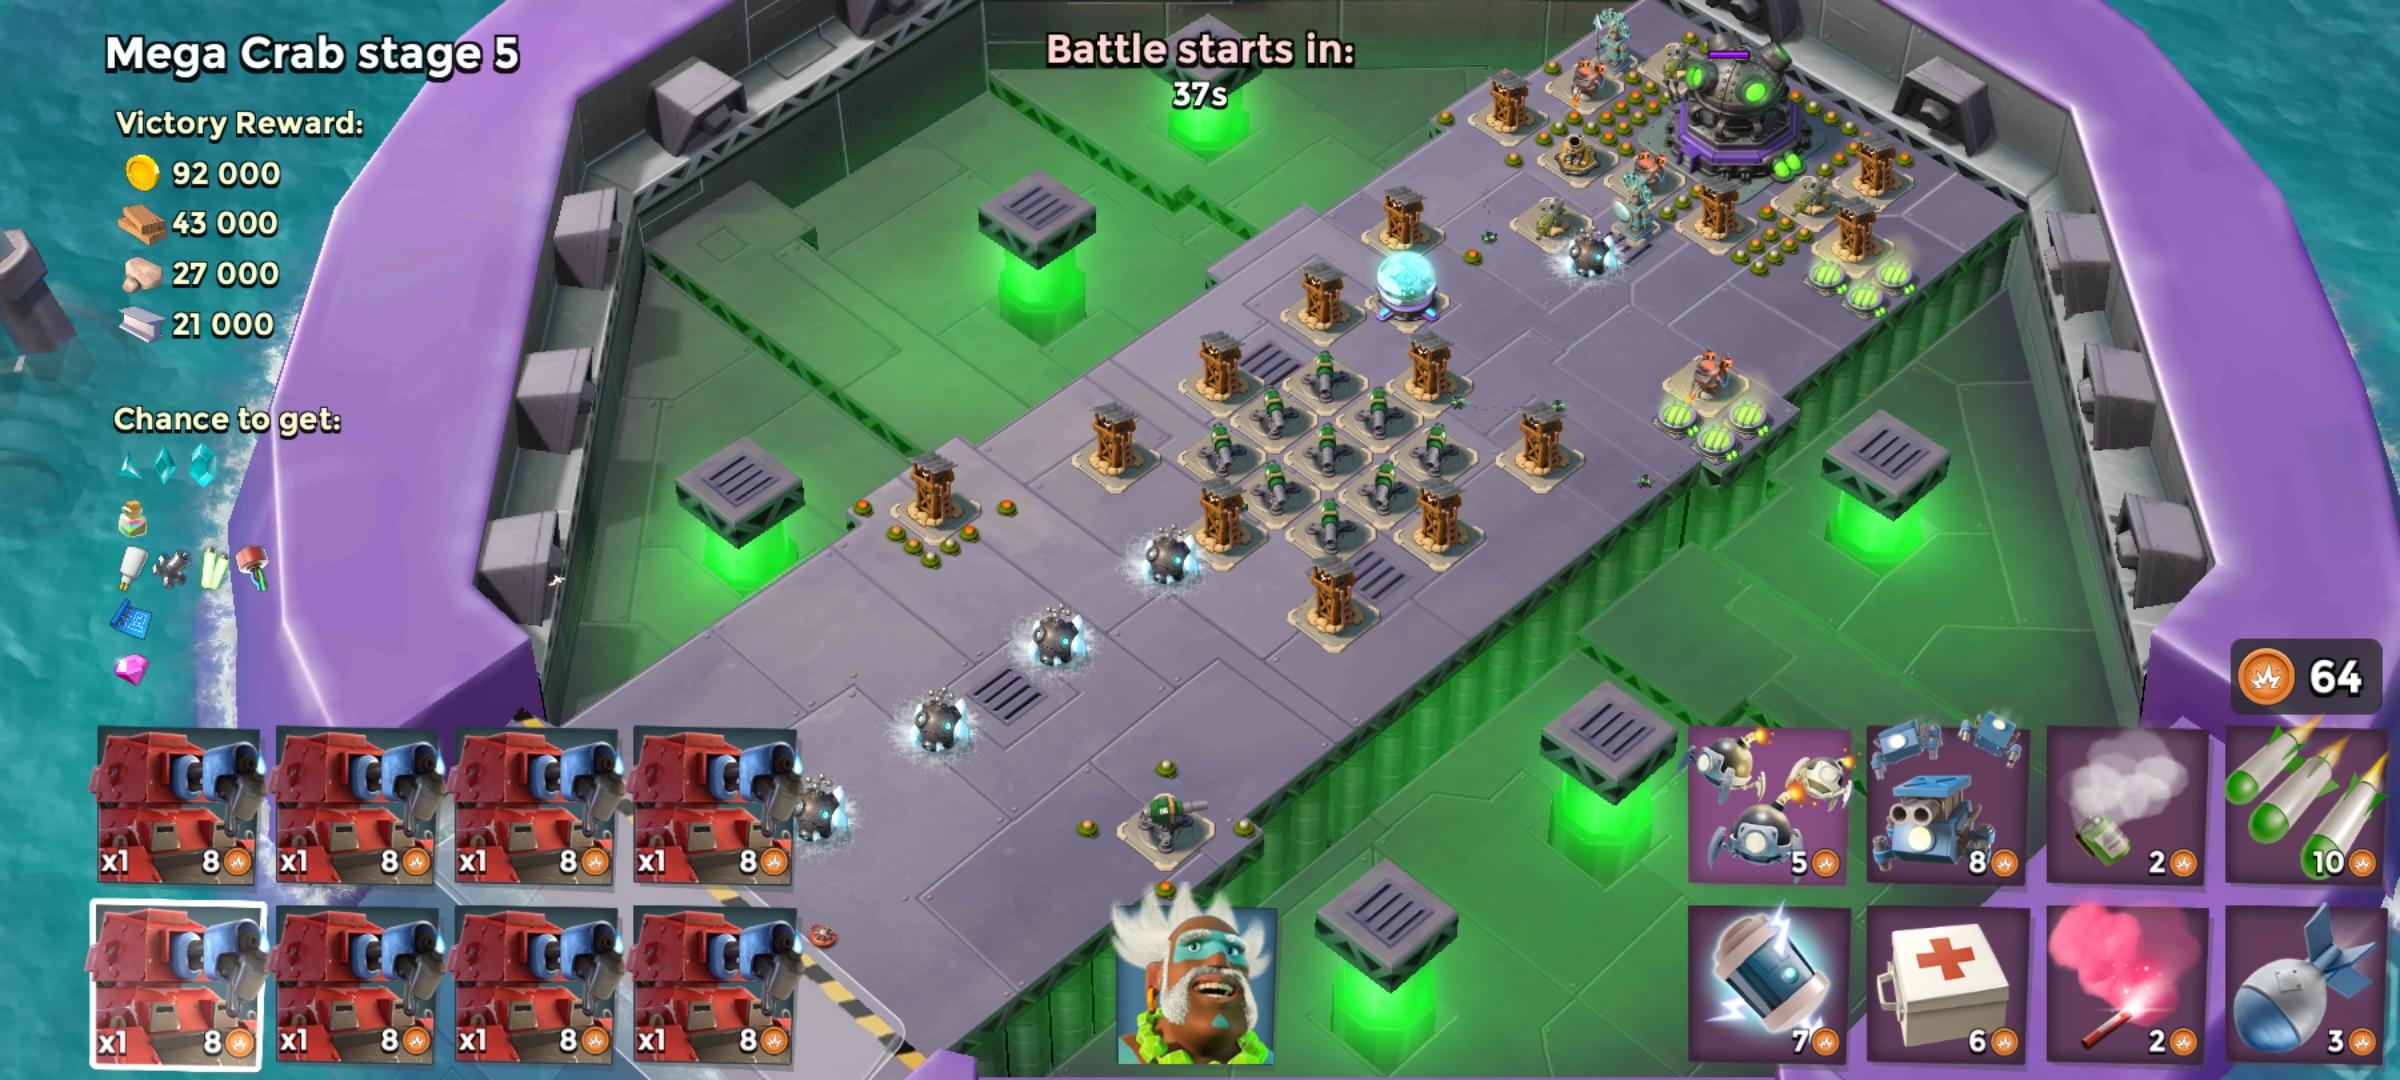 Mega Crab stage 5
Battle starts in:
37s
Victory Reward:
92 000
43 000
27 000
21 000
Chance to get:
64
x1 8
x1 8
x1 8
x1 8
5
8
2
10
x1 8
x1 8
x1 8
x1 8
7
6
2
3